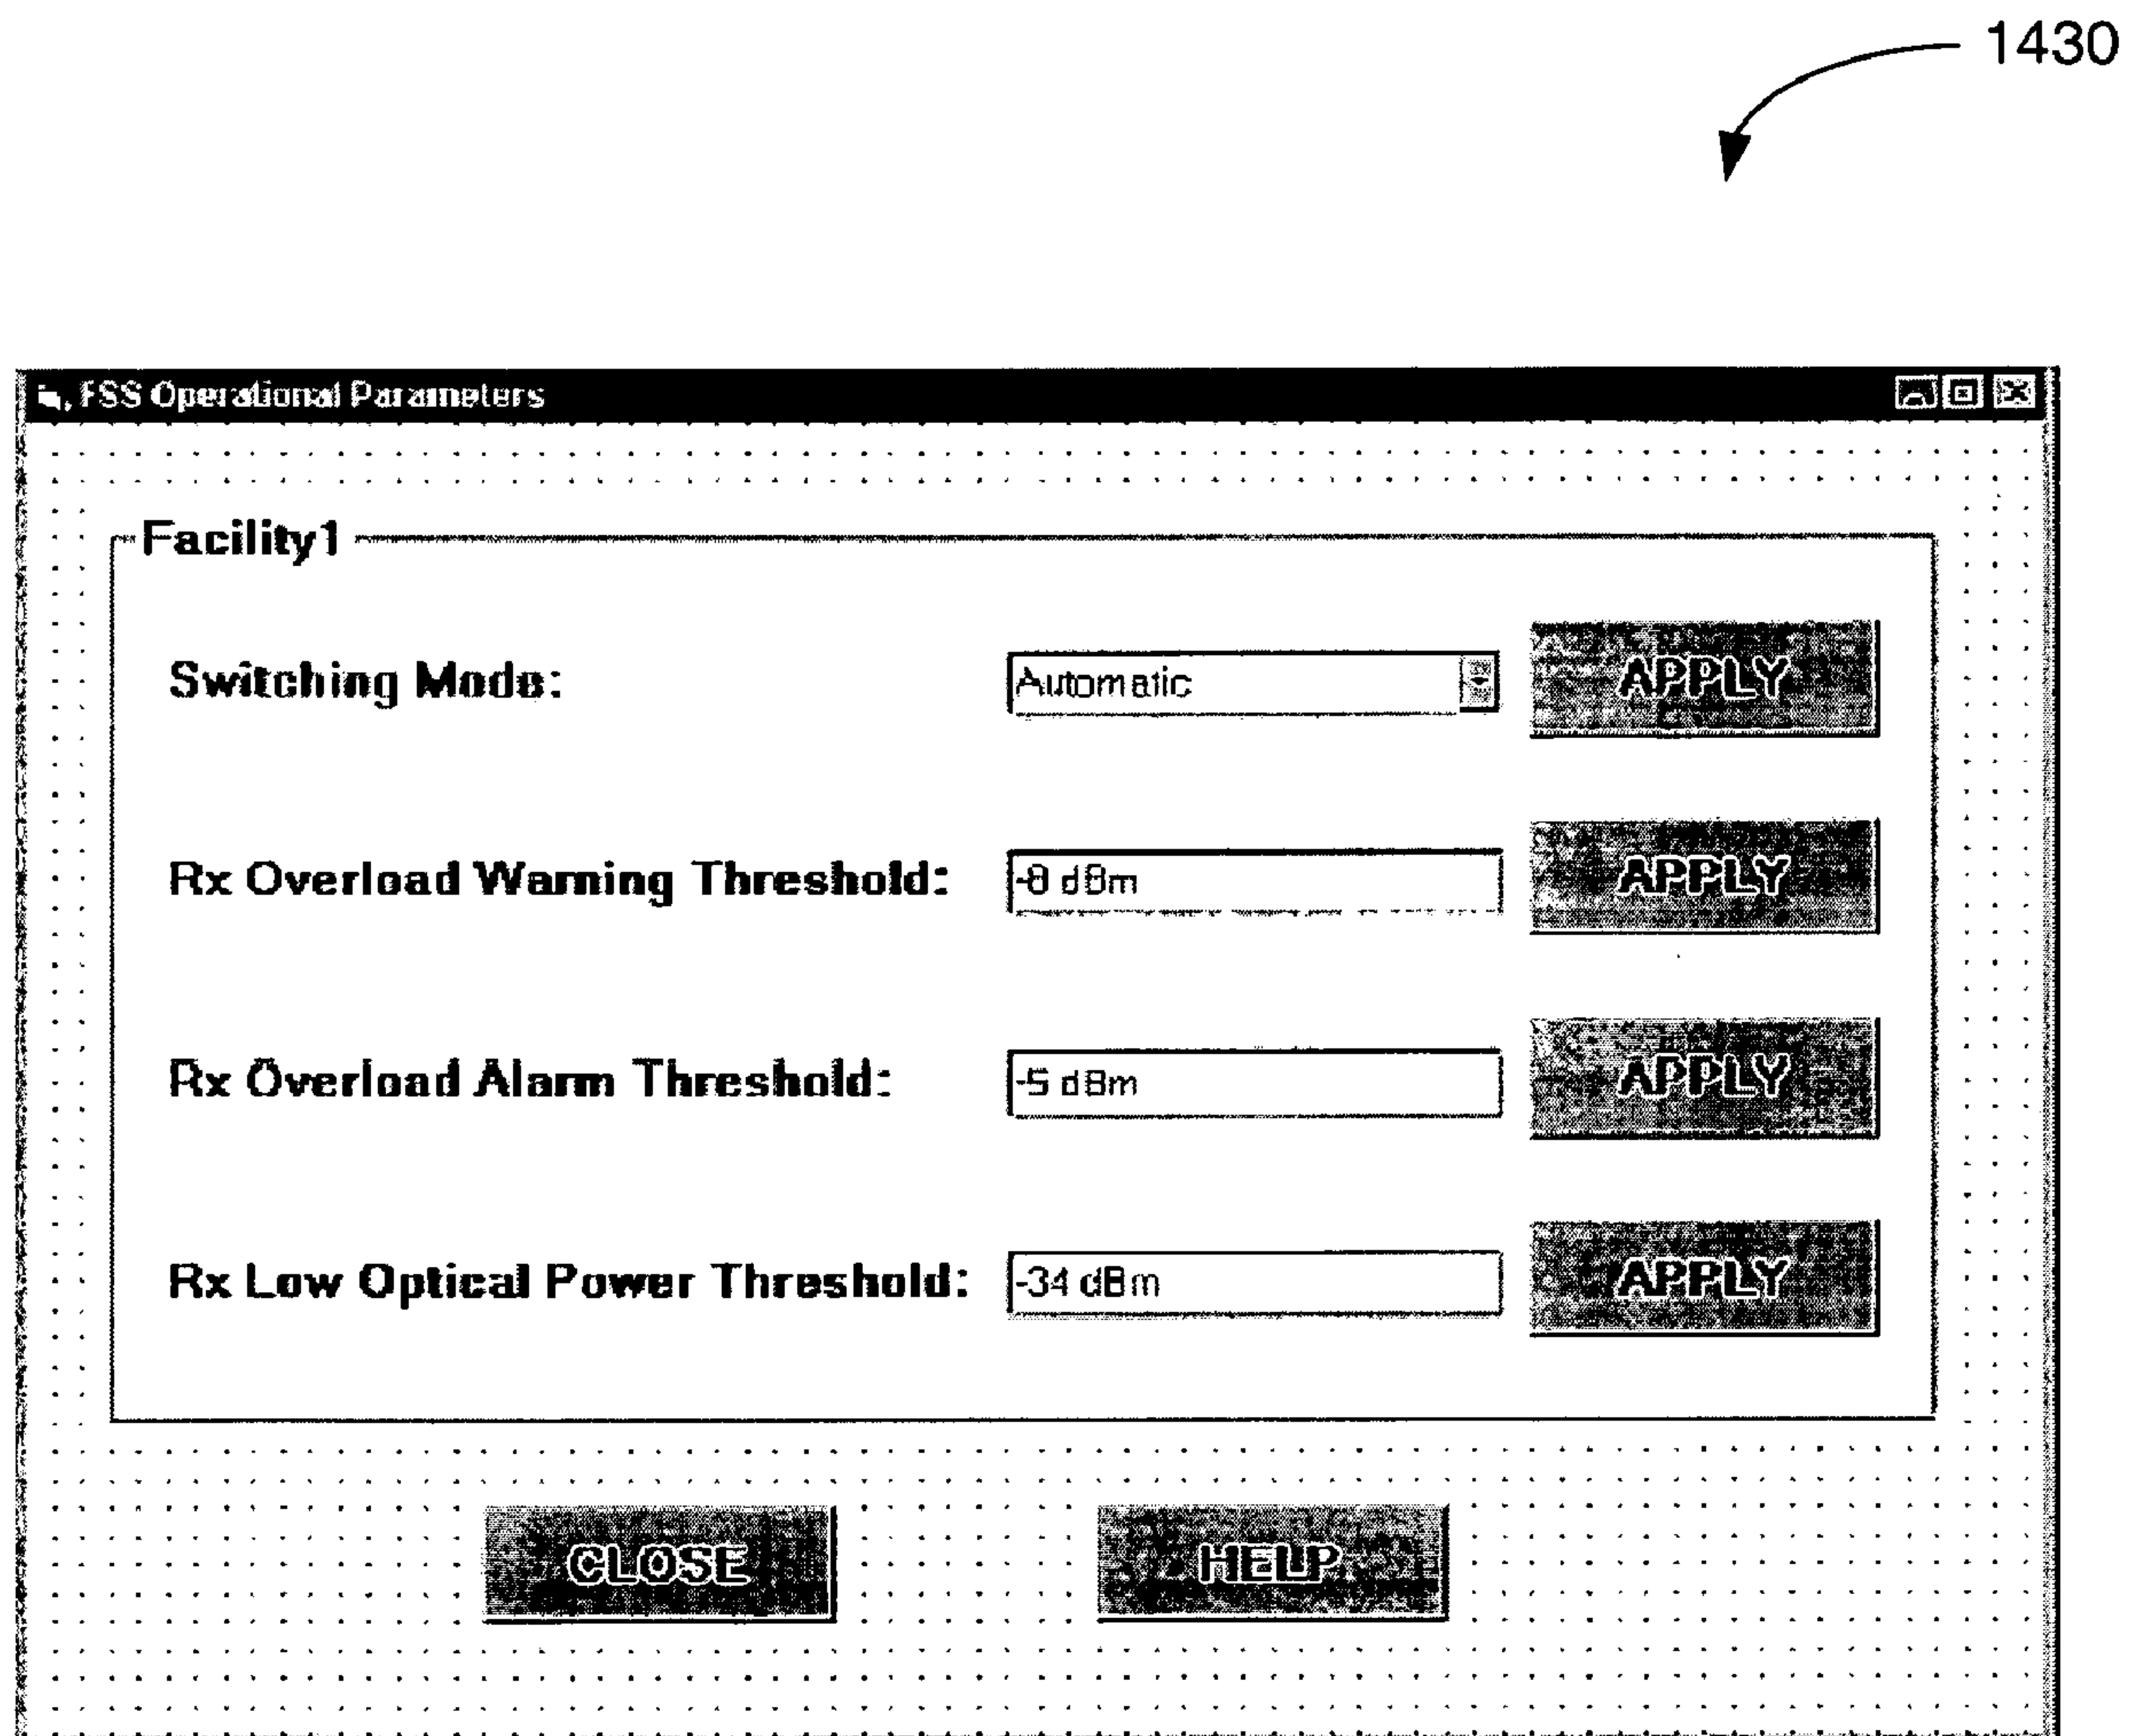 1430
FSS Operational Parameters
Facility1
Switching Mode: Automatic APPLY
Rx Overload Warning Threshold: -8 dBm APPLY
Rx Overload Alarm Threshold: -5 dBm APPLY
Rx Low Optical Power Threshold: -34 dBm APPLY
CLOSE HELP